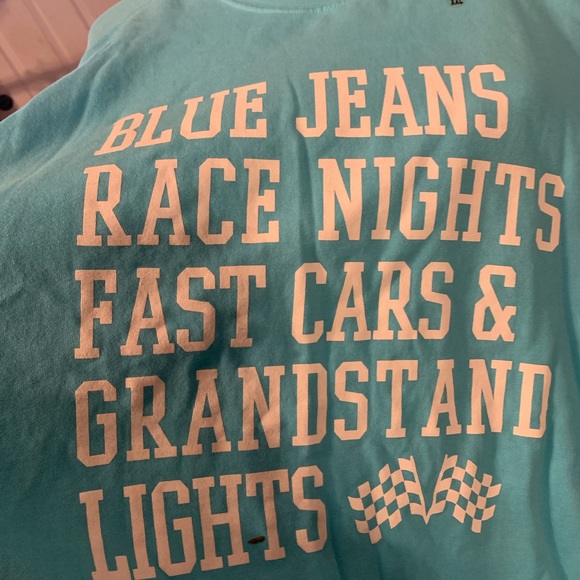 BLUE JEANS
RACE NIGHTS
FAST CARS &
GRANDSTAND
LIGHTS